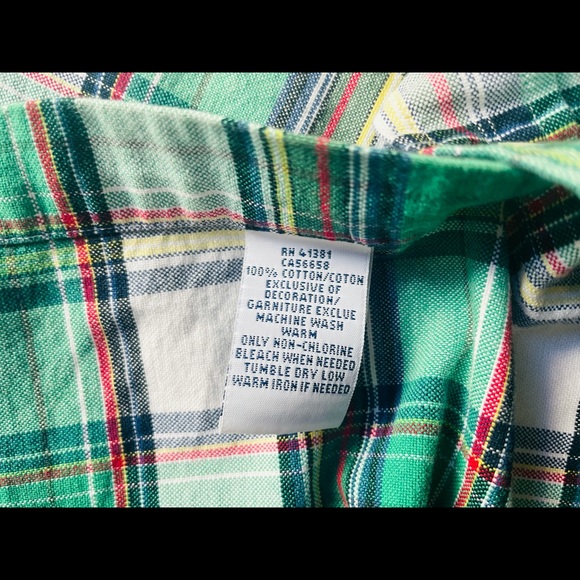 RN 41381
CA56658
100% COTTON/COTON
EXCLUSIVE OF
DECORATION/
GARNITURE EXCLUE
MACHINE WASH
WARM
ONLY NON-CHLORINE
BLEACH WHEN NEEDED
TUMBLE DRY LOW
WARM IRON IF NEEDED